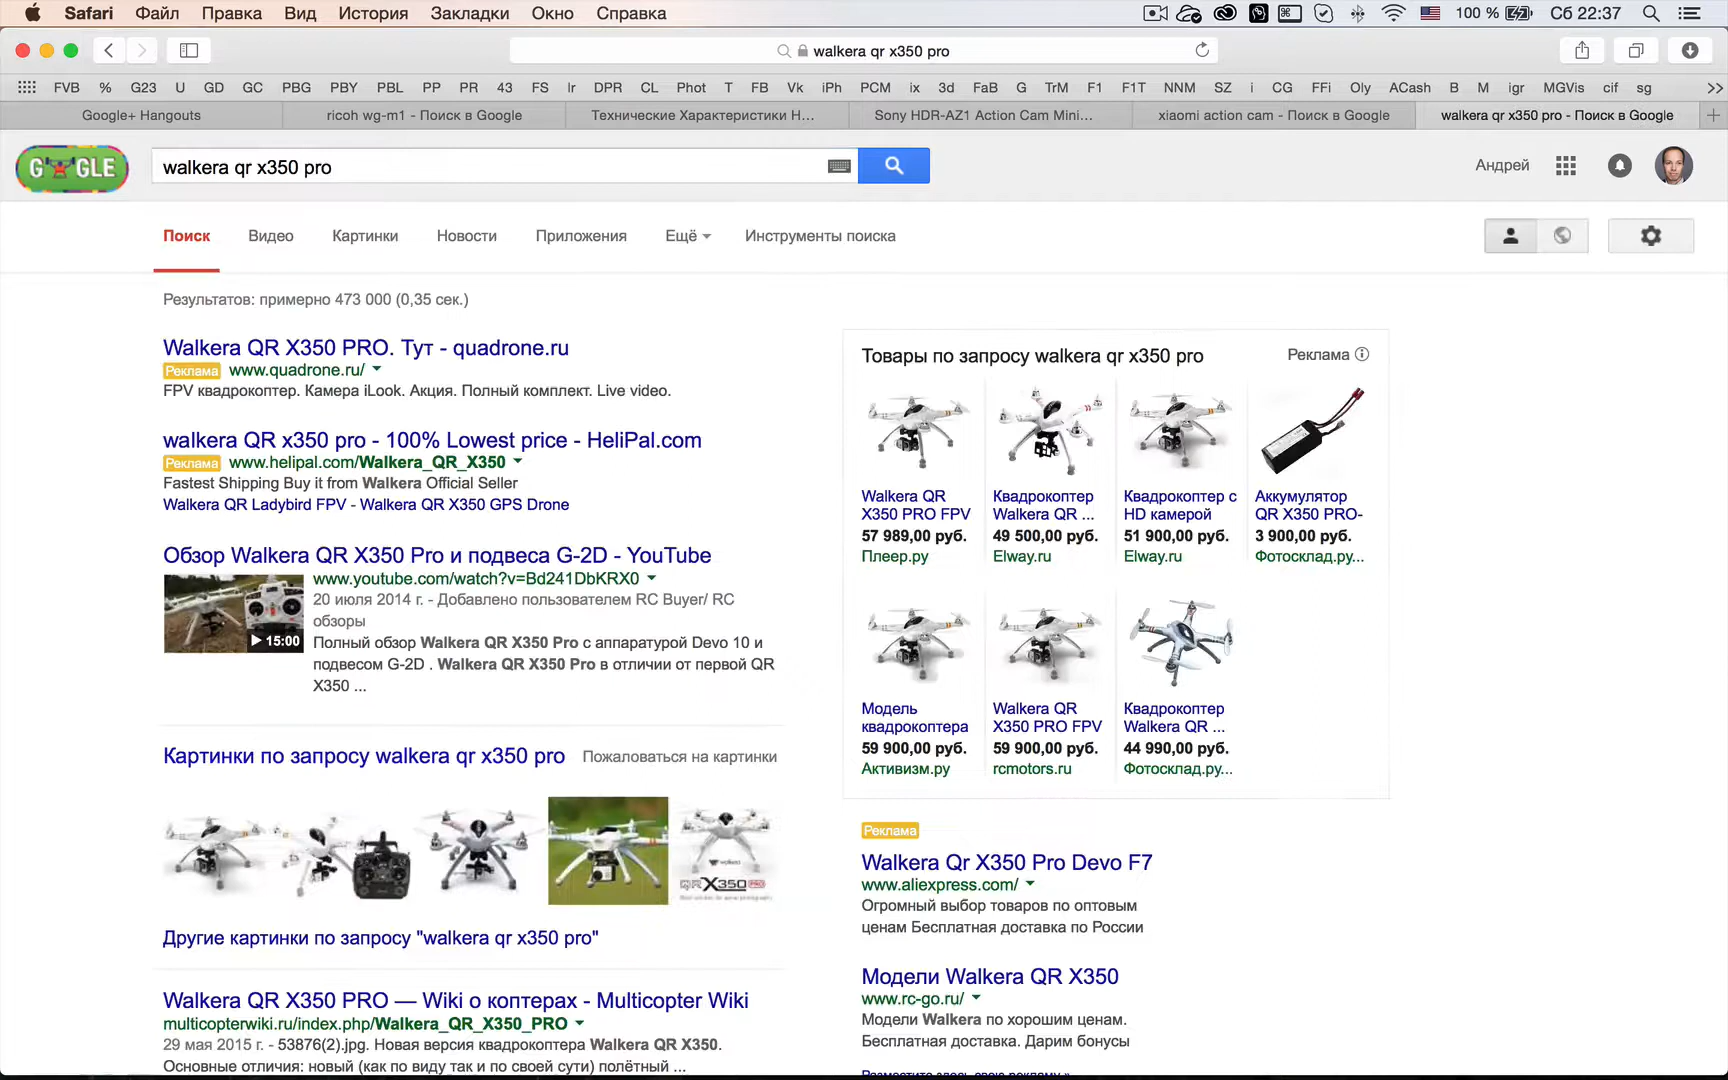 Safari Файл Правка Вид История Закладки Окно Справка 100 % Сб 22:37
walkera qr x350 pro
FVB % G23 U GD GC PBG PBY PBL PP PR 43 FS lr DPR CL Phot T FB Vk iPh PCM ix 3d FaB G TrM F1 F1T NNM SZ i CG FFi Oly ACash B M igr MGVis cif sg
Google+ Hangouts
ricoh wg-m1 - Поиск в Google
Технические Характеристики H...
Sony HDR-AZ1 Action Cam Mini...
xiaomi action cam - Поиск в Google
walkera qr x350 pro - Поиск в Google
walkera qr x350 pro
Андрей
Поиск Видео Картинки Новости Приложения Ещё Инструменты поиска
Результатов: примерно 473 000 (0,35 сек.)
Walkera QR X350 PRO. Тут - quadrone.ru
Реклама www.quadrone.ru/
FPV квадрокоптер. Камера iLook. Акция. Полный комплект. Live video.
walkera QR x350 pro - 100% Lowest price - HeliPal.com
Реклама www.helipal.com/Walkera_QR_X350
Fastest Shipping Buy it from Walkera Official Seller
Walkera QR Ladybird FPV - Walkera QR X350 GPS Drone
Обзор Walkera QR X350 Pro и подвеса G-2D - YouTube
www.youtube.com/watch?v=Bd241DbKRX0
20 июля 2014 г. - Добавлено пользователем RC Buyer/ RC
обзоры
15:00
Полный обзор Walkera QR X350 Pro с аппаратурой Devo 10 и
подвесом G-2D . Walkera QR X350 Pro в отличии от первой QR
X350 ...
Картинки по запросу walkera qr x350 pro Пожаловаться на картинки
walkera
QR X350 PRO
Другие картинки по запросу "walkera qr x350 pro"
Walkera QR X350 PRO — Wiki о коптерах - Multicopter Wiki
multicopterwiki.ru/index.php/Walkera_QR_X350_PRO
29 мая 2015 г. - 53876(2).jpg. Новая версия квадрокоптера Walkera QR X350.
Основные отличия: новый (как по виду так и по своей сути) полётный ...
Товары по запросу walkera qr x350 pro Реклама
Walkera QR
X350 PRO FPV
57 989,00 руб.
Плеер.ру
Квадрокоптер
Walkera QR ...
49 500,00 руб.
Elway.ru
Квадрокоптер с
HD камерой
51 900,00 руб.
Elway.ru
Аккумулятор
QR X350 PRO-
3 900,00 руб.
Фотосклад.ру...
Модель
квадрокоптера
59 900,00 руб.
Активизм.ру
Walkera QR
X350 PRO FPV
59 900,00 руб.
rcmotors.ru
Квадрокоптер
Walkera QR ...
44 990,00 руб.
Фотосклад.ру...
Реклама
Walkera Qr X350 Pro Devo F7
www.aliexpress.com/
Огромный выбор товаров по оптовым
ценам Бесплатная доставка по России
Модели Walkera QR X350
www.rc-go.ru/
Модели Walkera по хорошим ценам.
Бесплатная доставка. Дарим бонусы
Разместите здесь свою рекламу »